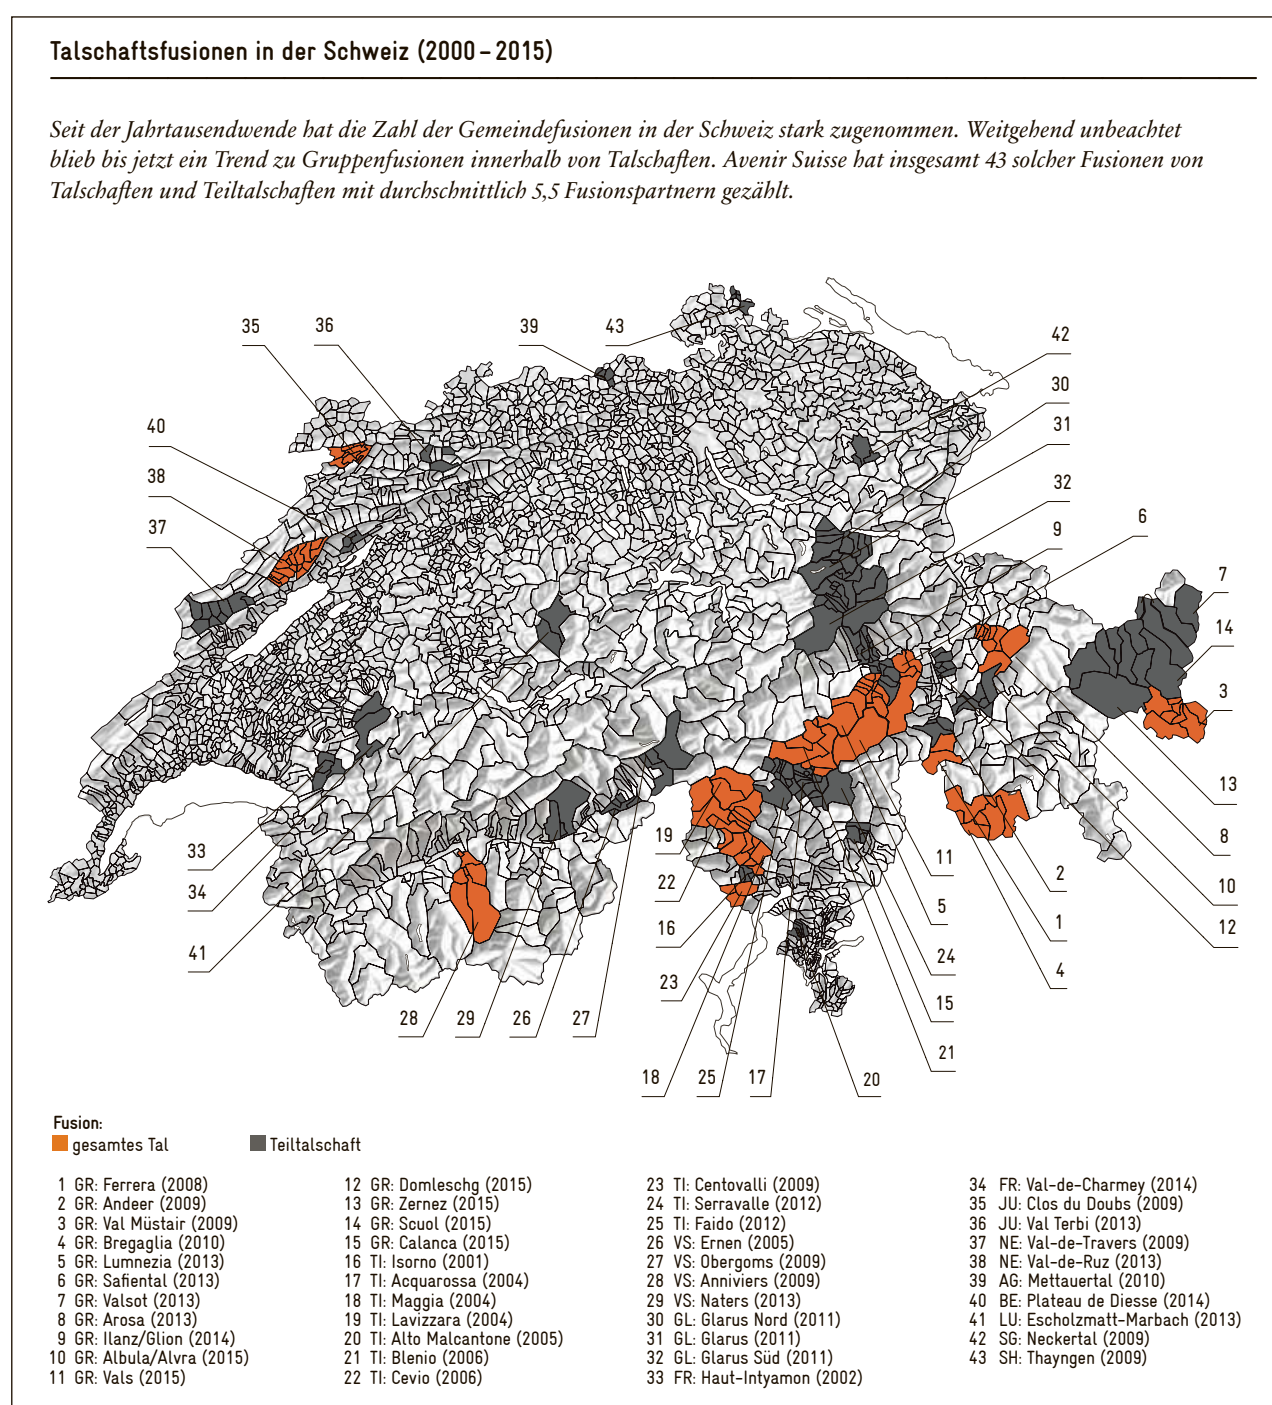 Talschaftsfusionen in der Schweiz (2000 – 2015)
Seit der Jahrtausendwende hat die Zahl der Gemeindefusionen in der Schweiz stark zugenommen. Weitgehend unbeachtet
blieb bis jetzt ein Trend zu Gruppenfusionen innerhalb von Talschaften. Avenir Suisse hat insgesamt 43 solcher Fusionen von
Talschaften und Teiltalschaften mit durchschnittlich 5,5 Fusionspartnern gezählt.
35
36
39
43
42
30
40
31
38
32
37
9
6
7
14
3
13
33
19
8
34
22
11
2
10
16
5
1
12
41
23
24
4
28
29
26
27
15
21
18
25
17
20
Fusion:
gesamtes Tal
Teiltalschaft
1 GR: Ferrera (2008)
2 GR: Andeer (2009)
3 GR: Val Müstair (2009)
4 GR: Bregaglia (2010)
5 GR: Lumnezia (2013)
6 GR: Safiental (2013)
7 GR: Valsot (2013)
8 GR: Arosa (2013)
9 GR: Ilanz/Glion (2014)
10 GR: Albula/Alvra (2015)
11 GR: Vals (2015)
12 GR: Domleschg (2015)
13 GR: Zernez (2015)
14 GR: Scuol (2015)
15 GR: Calanca (2015)
16 TI: Isorno (2001)
17 TI: Acquarossa (2004)
18 TI: Maggia (2004)
19 TI: Lavizzara (2004)
20 TI: Alto Malcantone (2005)
21 TI: Blenio (2006)
22 TI: Cevio (2006)
23 TI: Centovalli (2009)
24 TI: Serravalle (2012)
25 TI: Faido (2012)
26 VS: Ernen (2005)
27 VS: Obergoms (2009)
28 VS: Anniviers (2009)
29 VS: Naters (2013)
30 GL: Glarus Nord (2011)
31 GL: Glarus (2011)
32 GL: Glarus Süd (2011)
33 FR: Haut-Intyamon (2002)
34 FR: Val-de-Charmey (2014)
35 JU: Clos du Doubs (2009)
36 JU: Val Terbi (2013)
37 NE: Val-de-Travers (2009)
38 NE: Val-de-Ruz (2013)
39 AG: Mettauertal (2010)
40 BE: Plateau de Diesse (2014)
41 LU: Escholzmatt-Marbach (2013)
42 SG: Neckertal (2009)
43 SH: Thayngen (2009)